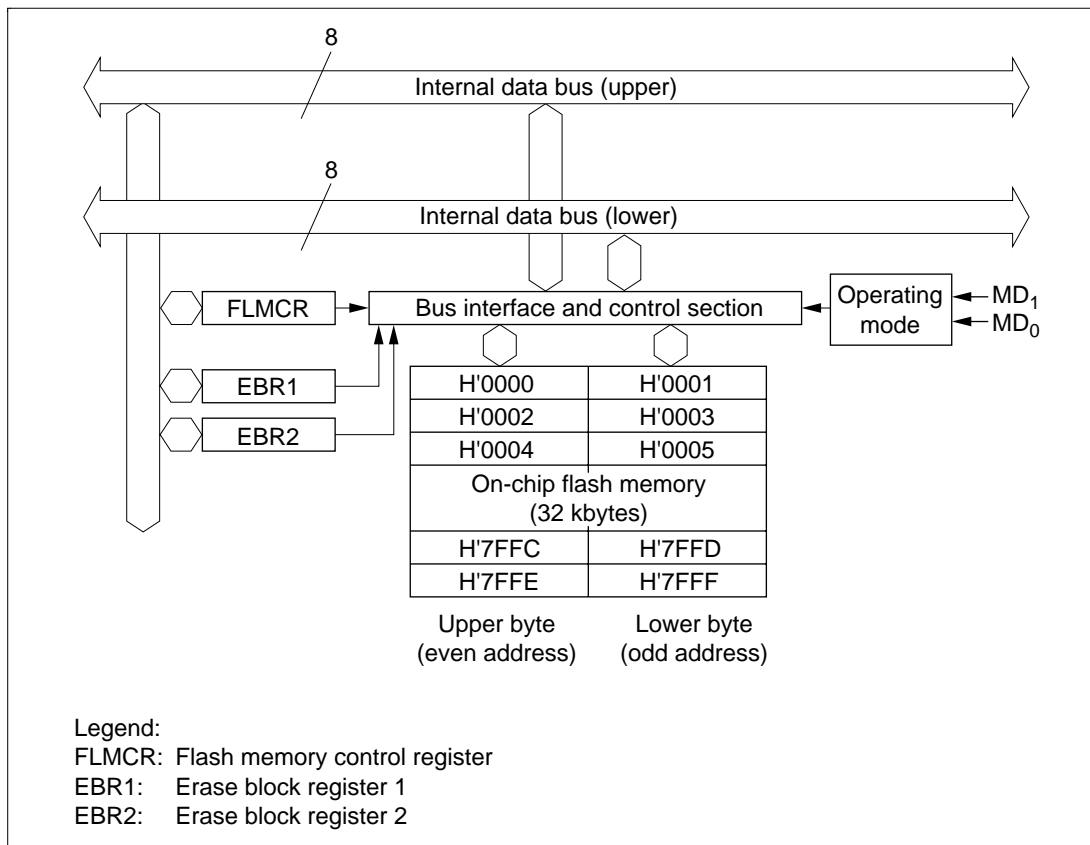 8
Internal data bus (upper)
8
Internal data bus (lower)
FLMCR
Bus interface and control section
Operating
mode
MD1
MD0
EBR1
EBR2
H'0000 H'0001
H'0002 H'0003
H'0004 H'0005
On-chip flash memory
(32 kbytes)
H'7FFC H'7FFD
H'7FFE H'7FFF
Upper byte
(even address)
Lower byte
(odd address)
Legend:
FLMCR: Flash memory control register
EBR1: Erase block register 1
EBR2: Erase block register 2